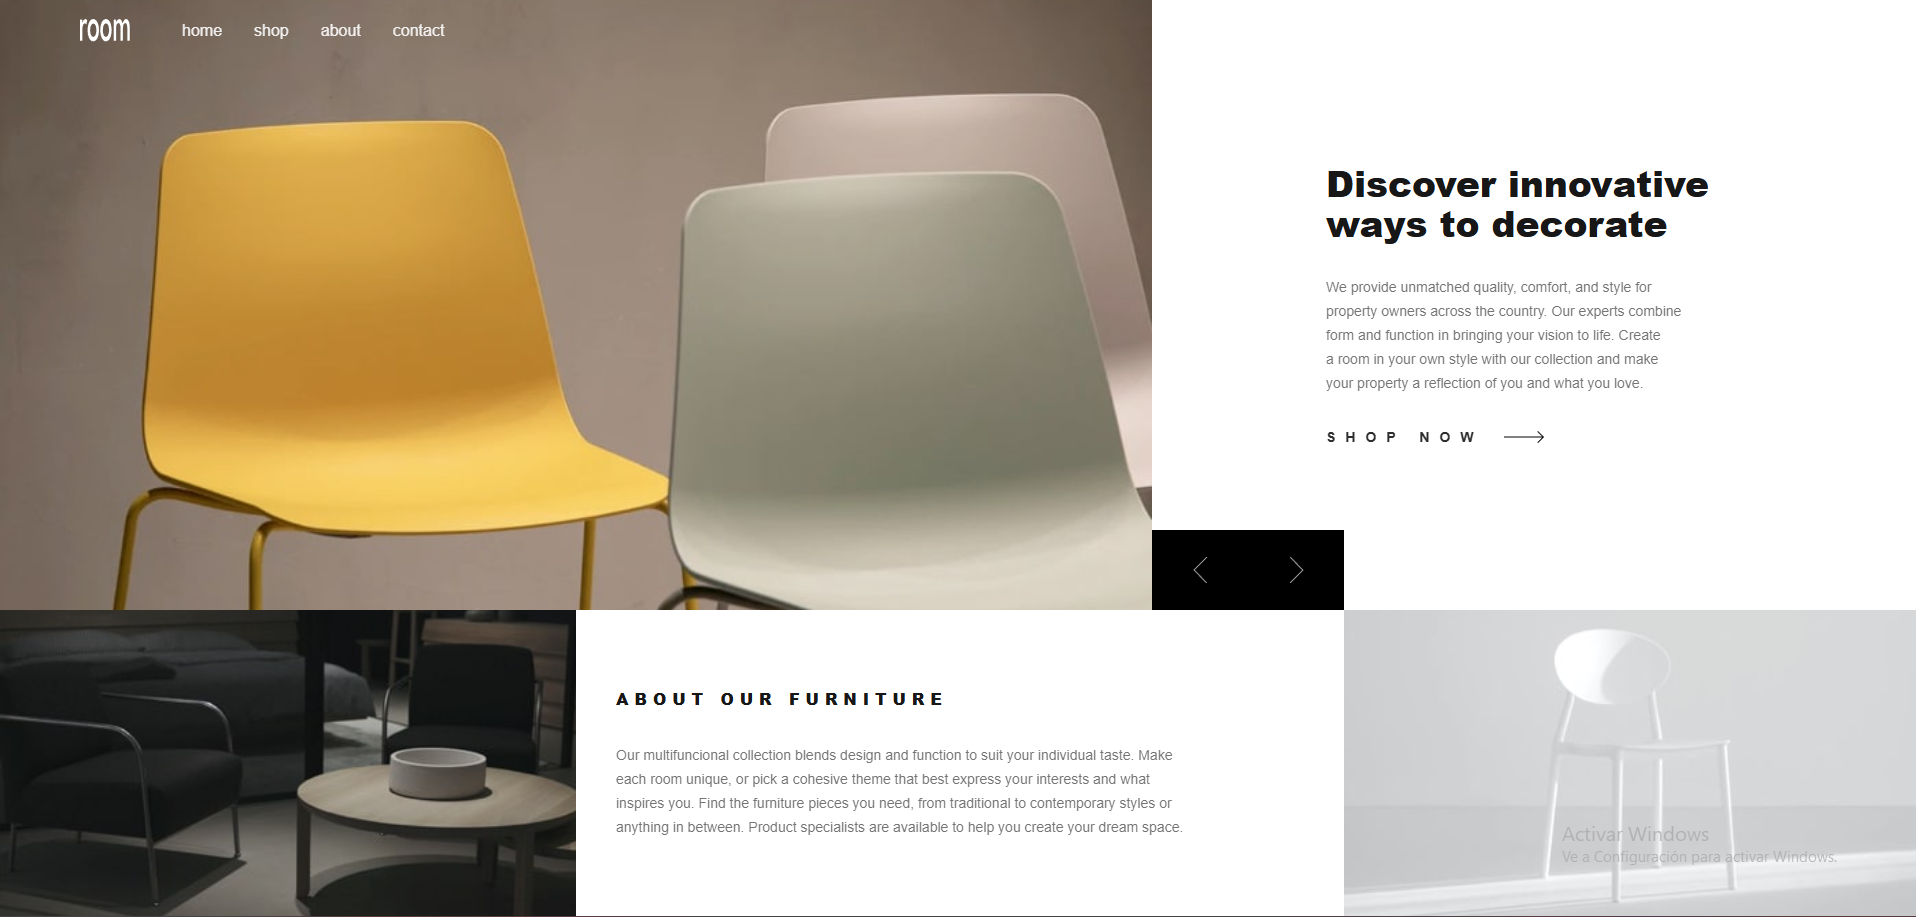 room
home shop about contact
Discover innovative
ways to decorate
We provide unmatched quality, comfort, and style for
property owners across the country. Our experts combine
form and function in bringing your vision to life. Create
a room in your own style with our collection and make
your property a reflection of you and what you love.
SHOP NOW
ABOUT OUR FURNITURE
Our multifuncional collection blends design and function to suit your individual taste. Make
each room unique, or pick a cohesive theme that best express your interests and what
inspires you. Find the furniture pieces you need, from traditional to contemporary styles or
anything in between. Product specialists are available to help you create your dream space.
Activar Windows
Ve a Configuración para activar Windows.